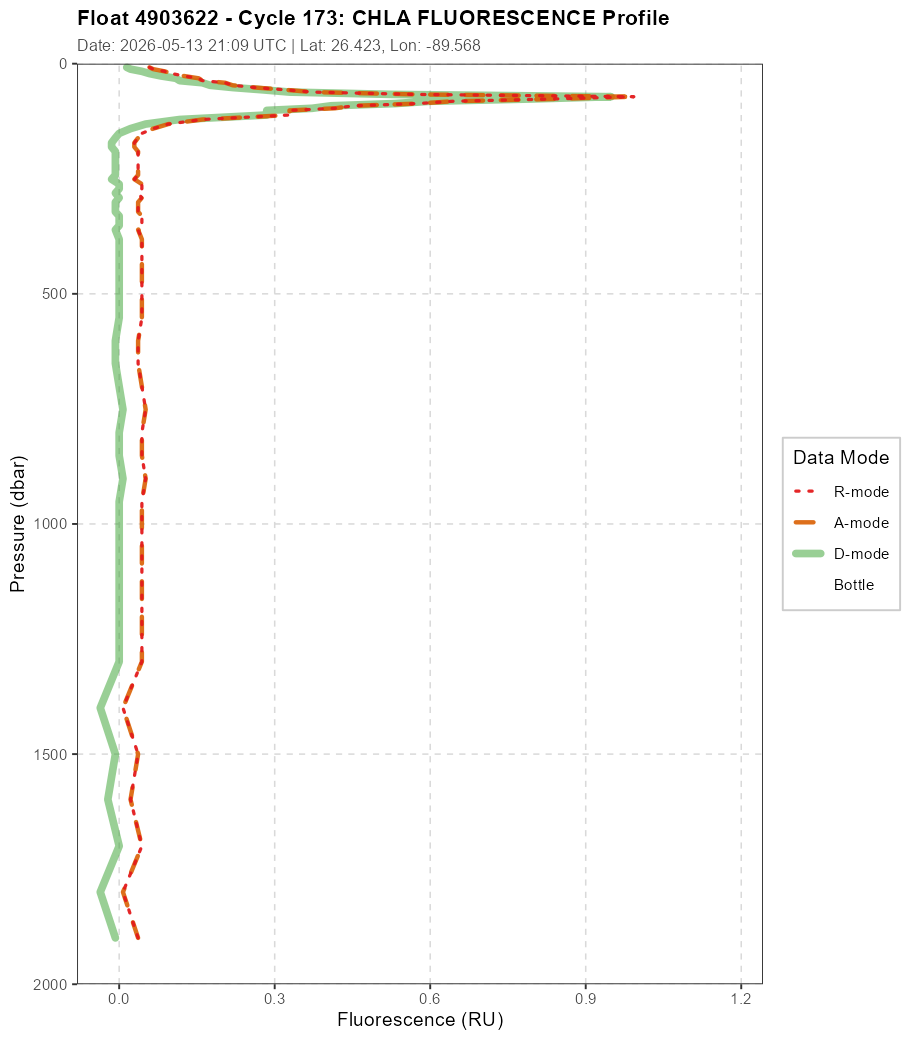 Float 4903622 - Cycle 173: CHLA FLUORESCENCE Profile
Date: 2026-05-13 21:09 UTC | Lat: 26.423, Lon: -89.568
0
500
1000
1500
2000
Pressure (dbar)
0.0 0.3 0.6 0.9 1.2
Fluorescence (RU)
Data Mode
R-mode
A-mode
D-mode
Bottle